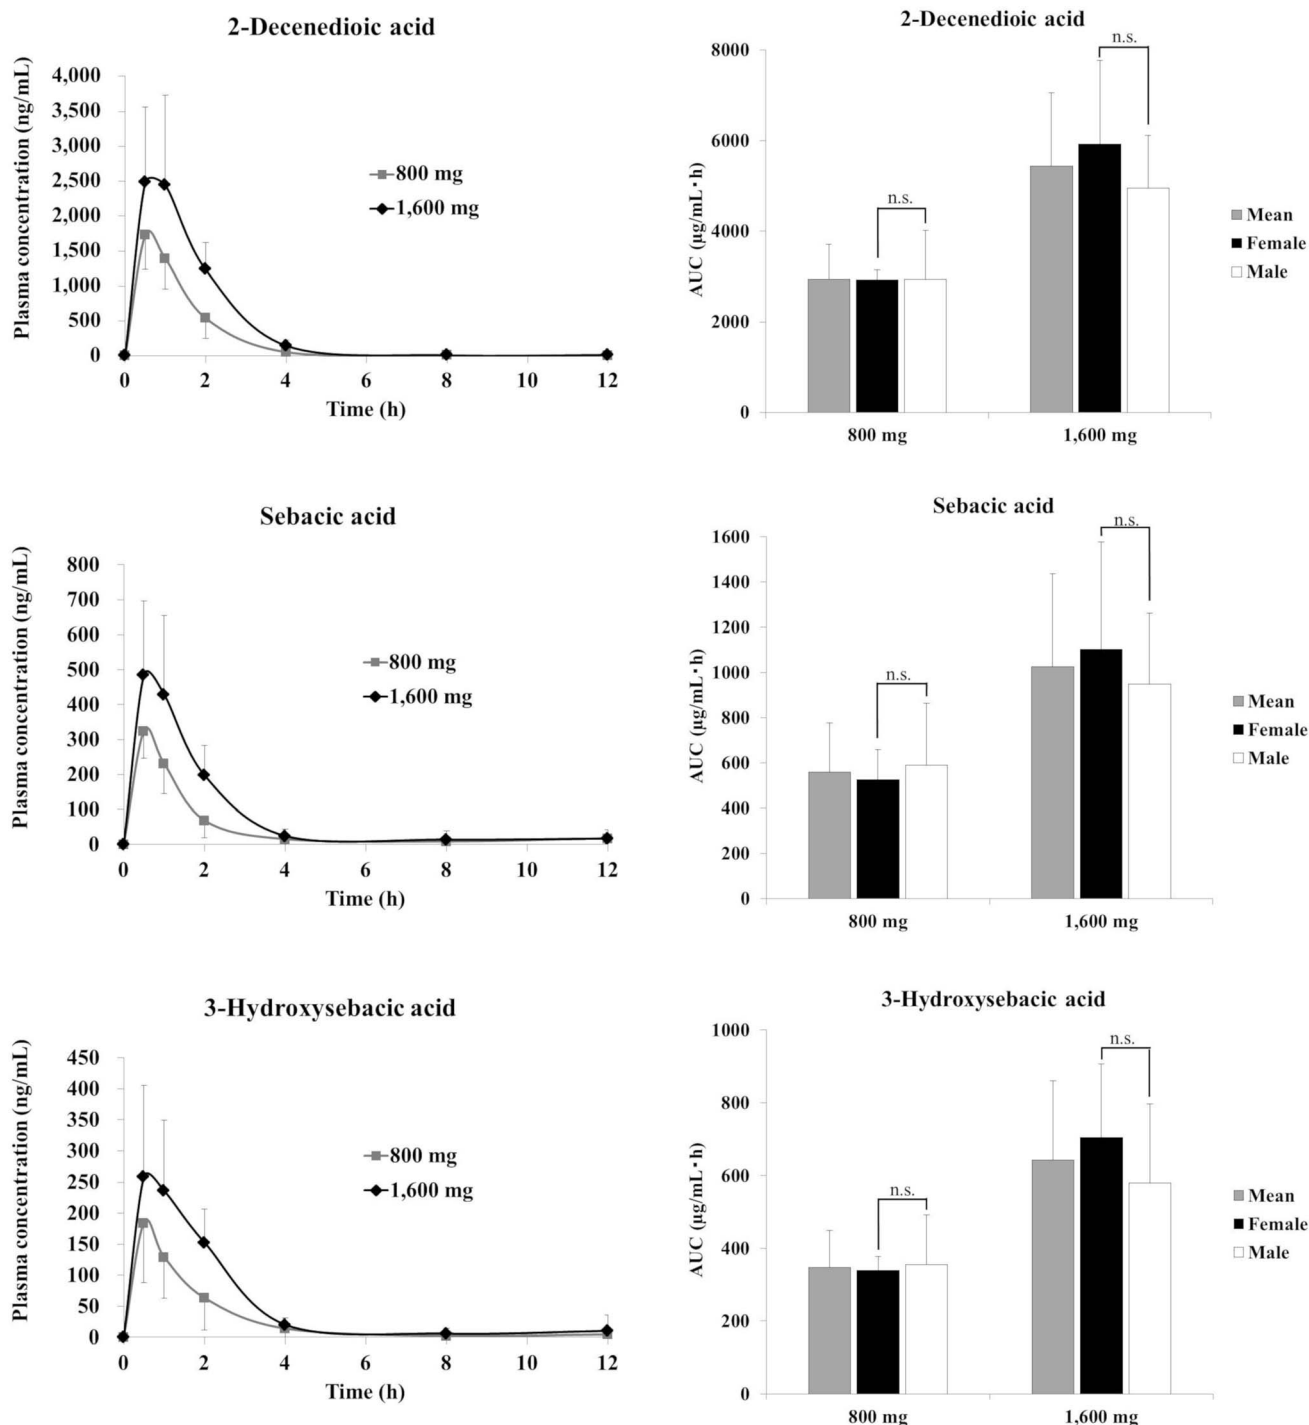 2-Decenedioic acid
Plasma concentration (ng/mL)
4,000
3,500
3,000
2,500
2,000
1,500
1,000
500
0
0 2 4 6 8 10 12
Time (h)
800 mg
1,600 mg
2-Decenedioic acid
AUC (µg/mL·h)
8000
6000
4000
2000
0
n.s.
n.s.
800 mg 1,600 mg
Mean
Female
Male
Sebacic acid
Plasma concentration (ng/mL)
800
700
600
500
400
300
200
100
0
0 2 4 6 8 10 12
Time (h)
800 mg
1,600 mg
Sebacic acid
AUC (µg/mL·h)
1600
1400
1200
1000
800
600
400
200
0
n.s.
n.s.
800 mg 1,600 mg
Mean
Female
Male
3-Hydroxysebacic acid
Plasma concentration (ng/mL)
450
400
350
300
250
200
150
100
50
0
0 2 4 6 8 10 12
Time (h)
800 mg
1,600 mg
3-Hydroxysebacic acid
AUC (µg/mL·h)
1000
800
600
400
200
0
n.s.
n.s.
800 mg 1,600 mg
Mean
Female
Male